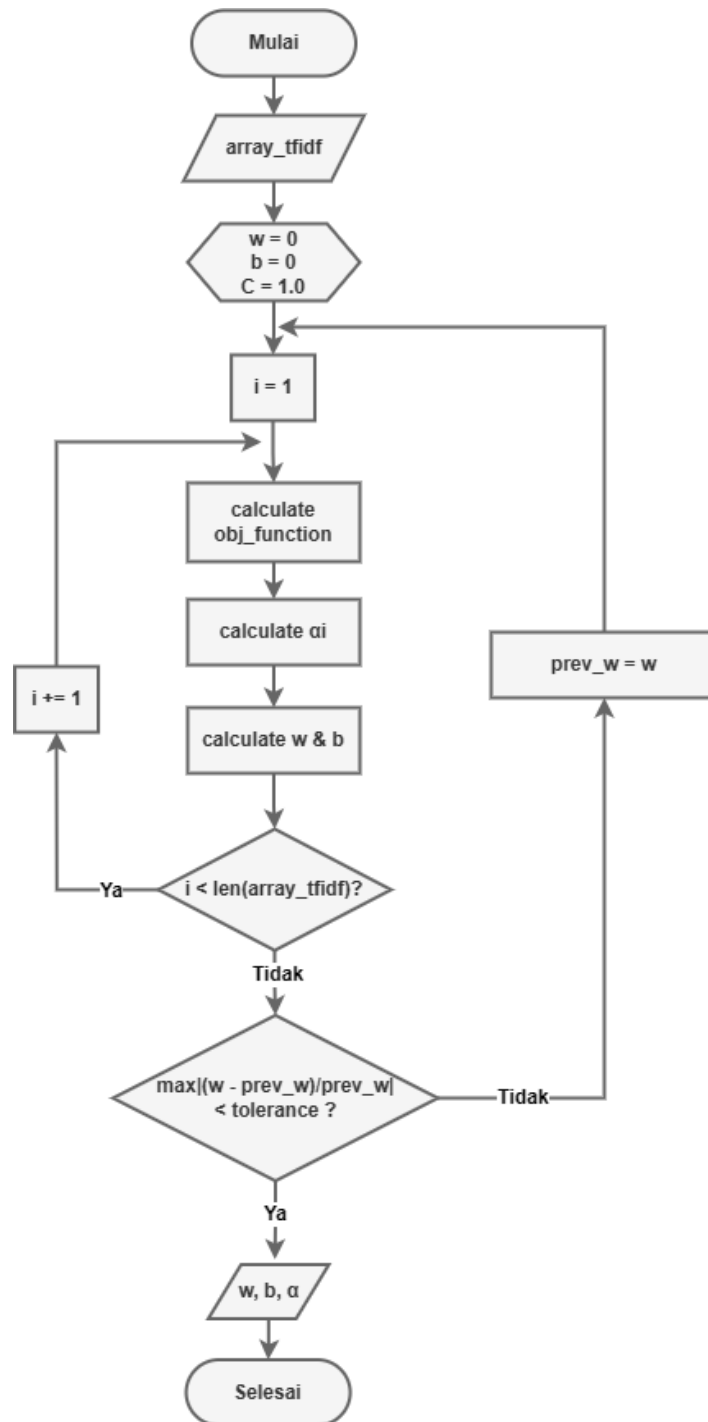 Mulai
array_tfidf
w = 0
b = 0
C = 1.0
i = 1
calculate
obj_function
calculate αi
prev_w = w
i += 1
calculate w & b
i < len(array_tfidf)?
Ya
Tidak
max|(w - prev_w)/prev_w|
< tolerance ?
Tidak
Ya
w, b, α
Selesai